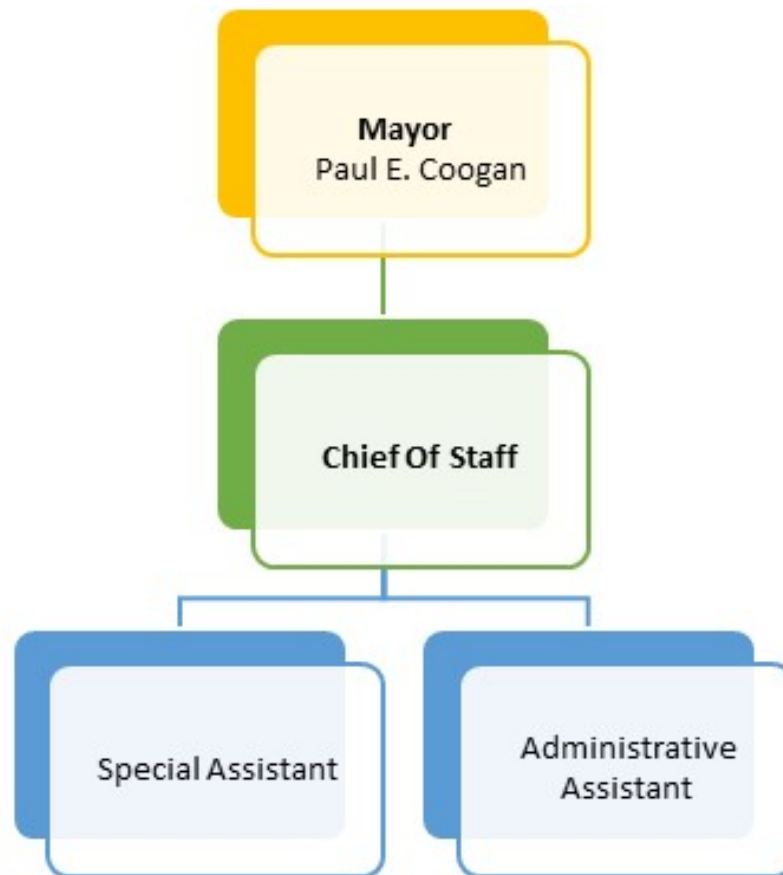 Mayor
Paul E. Coogan
Chief Of Staff
Special Assistant
Administrative
Assistant